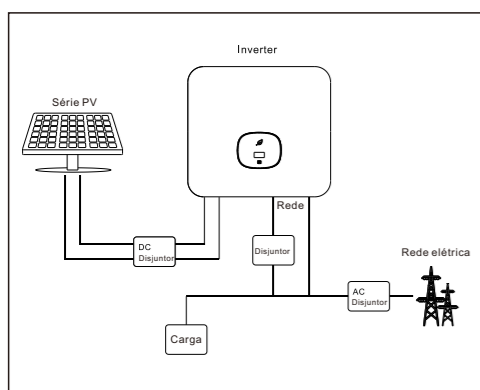 Inverter
Série PV
Rede
DC
Disjuntor
Disjuntor
Rede elétrica
AC
Disjuntor
Carga